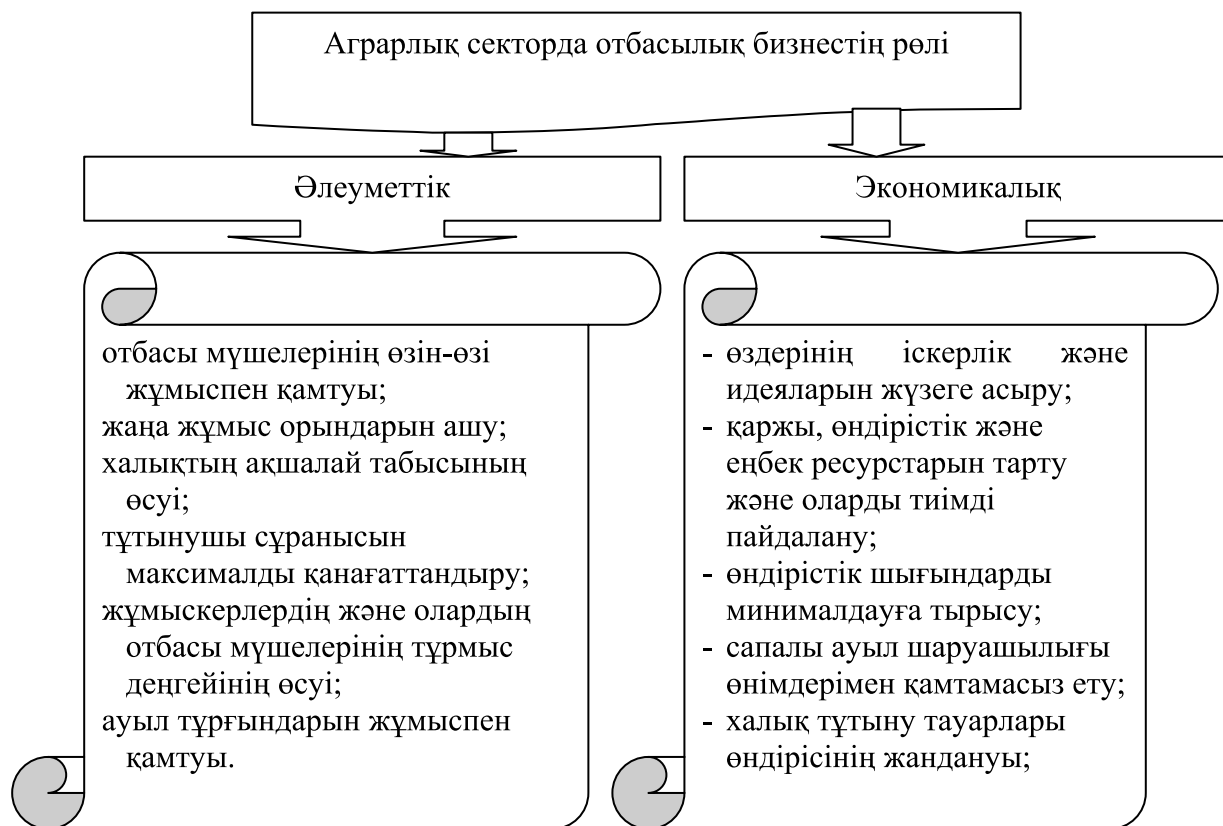 Аграрлық секторда отбасылық бизнестің рөлі
Әлеуметтік
отбасы мүшелерінің өзін-өзі
жұмыспен қамтуы;
жаңа жұмыс орындарын ашу;
халықтың ақшалай табысының
өсуі;
тұтынушы сұранысын
максималды қанағаттандыру;
жұмыскерлердің және олардың
отбасы мүшелерінің тұрмыс
деңгейінің өсуі;
ауыл тұрғындарын жұмыспен
қамтуы.
Экономикалық
- өздерінің іскерлік және
идеяларын жүзеге асыру;
- қаржы, өндірістік және
еңбек ресурстарын тарту
және оларды тиімді
пайдалану;
- өндірістік шығындарды
минималдауға тырысу;
- сапалы ауыл шаруашылығы
өнімдерімен қамтамасыз ету;
- халық тұтыну тауарлары
өндірісінің жандануы;